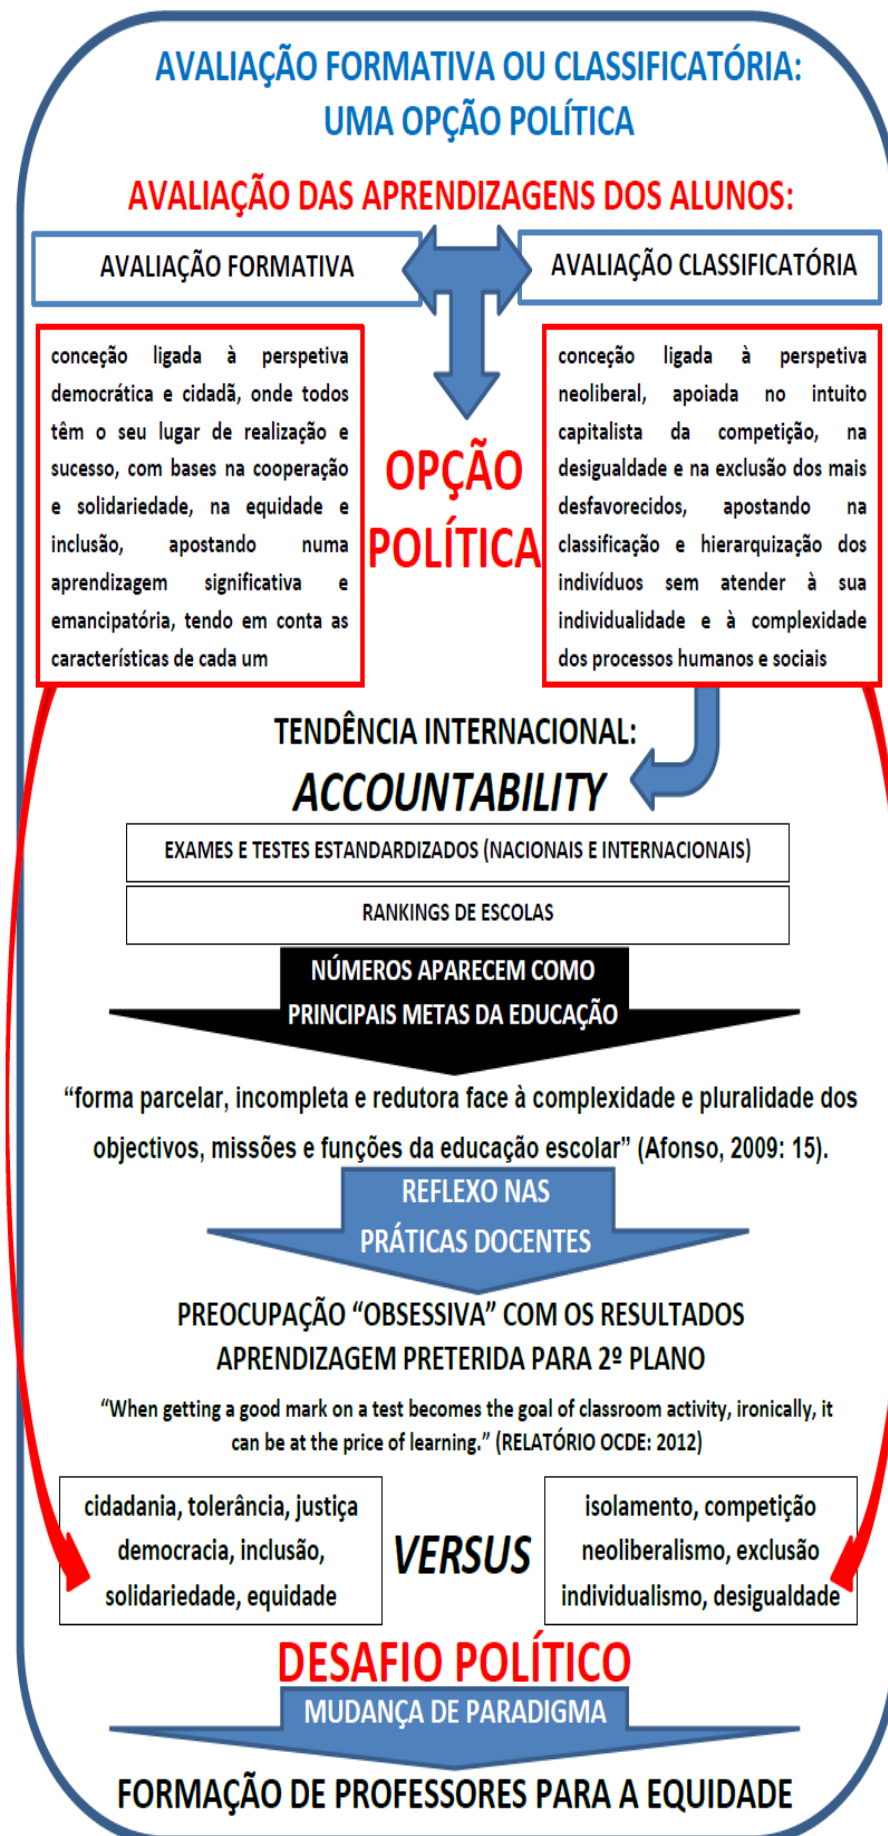 AVALIAÇÃO FORMATIVA OU CLASSIFICATÓRIA:
UMA OPÇÃO POLÍTICA
AVALIAÇÃO DAS APRENDIZAGENS DOS ALUNOS:
AVALIAÇÃO FORMATIVA
AVALIAÇÃO CLASSIFICATÓRIA
conceção ligada à perspetiva
democrática e cidadã, onde todos
têm o seu lugar de realização e
sucesso, com bases na cooperação
e solidariedade, na equidade e
inclusão, apostando numa
aprendizagem significativa e
emancipatória, tendo em conta as
características de cada um
OPÇÃO
POLÍTICA
conceção ligada à perspetiva
neoliberal, apoiada no intuito
capitalista da competição, na
desigualdade e na exclusão dos mais
desfavorecidos, apostando na
classificação e hierarquização dos
indivíduos sem atender à sua
individualidade e à complexidade
dos processos humanos e sociais
TENDÊNCIA INTERNACIONAL:
ACCOUNTABILITY
EXAMES E TESTES ESTANDARDIZADOS (NACIONAIS E INTERNACIONAIS)
RANKINGS DE ESCOLAS
NÚMEROS APARECEM COMO
PRINCIPAIS METAS DA EDUCAÇÃO
“forma parcelar, incompleta e redutora face à complexidade e pluralidade dos
objectivos, missões e funções da educação escolar” (Afonso, 2009: 15).
REFLEXO NAS
PRÁTICAS DOCENTES
PREOCUPAÇÃO “OBSESSIVA” COM OS RESULTADOS
APRENDIZAGEM PRETERIDA PARA 2º PLANO
“When getting a good mark on a test becomes the goal of classroom activity, ironically, it
can be at the price of learning.” (RELATÓRIO OCDE: 2012)
cidadania, tolerância, justiça
democracia, inclusão,
solidariedade, equidade
VERSUS
isolamento, competição
neoliberalismo, exclusão
individualismo, desigualdade
DESAFIO POLÍTICO
MUDANÇA DE PARADIGMA
FORMAÇÃO DE PROFESSORES PARA A EQUIDADE